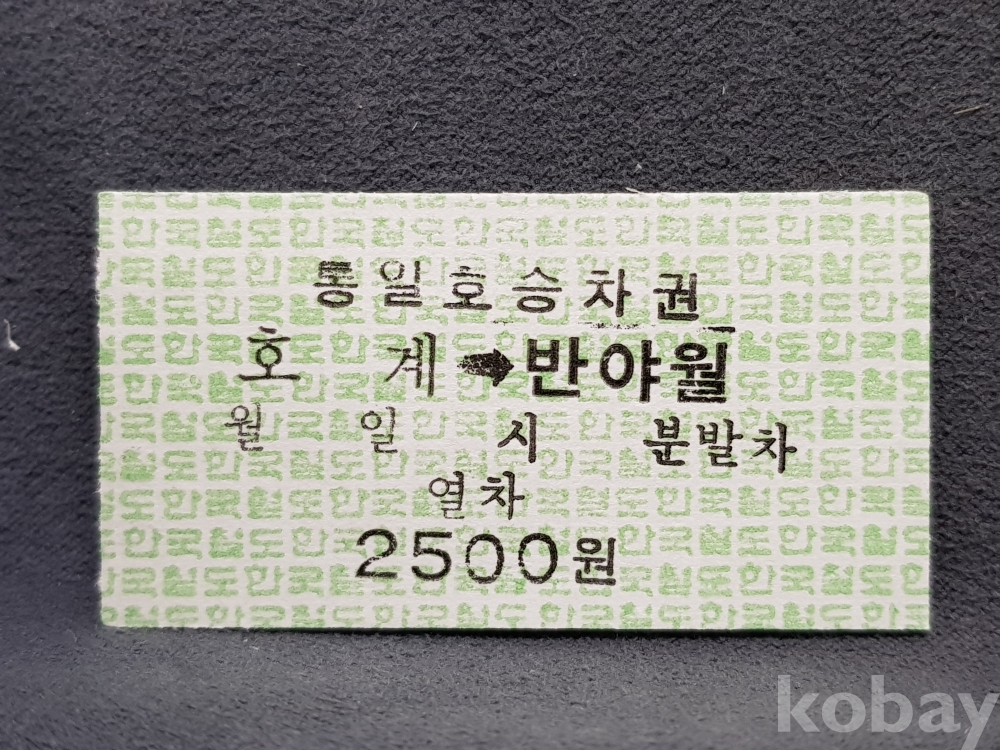 통일호승차권
호 계➡반야월
월 일 시 분발차
열차
2500원
kobay